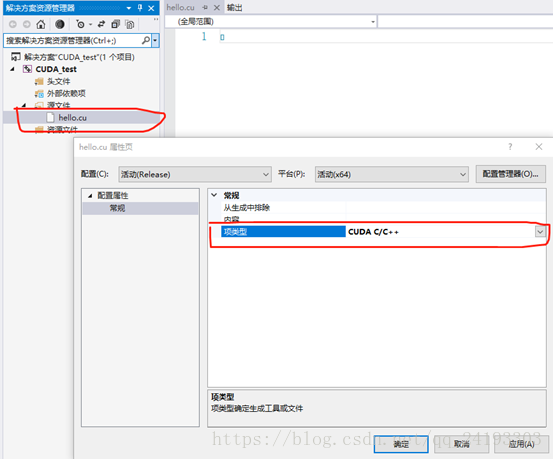 解决方案资源管理器
搜索解决方案资源管理器(Ctrl+;)
解决方案"CUDA_test"(1 个项目)
CUDA_test
头文件
外部依赖项
源文件
hello.cu
资源文件
hello.cu
输出
(全局范围)
1
hello.cu 属性页
?
配置(C):
活动(Release)
平台(P):
活动(x64)
配置管理器(O)...
配置属性
常规
常规
从生成中排除
内容
项类型
CUDA C/C++
项类型
项类型确定生成工具或文件
确定
取消
应用(A)